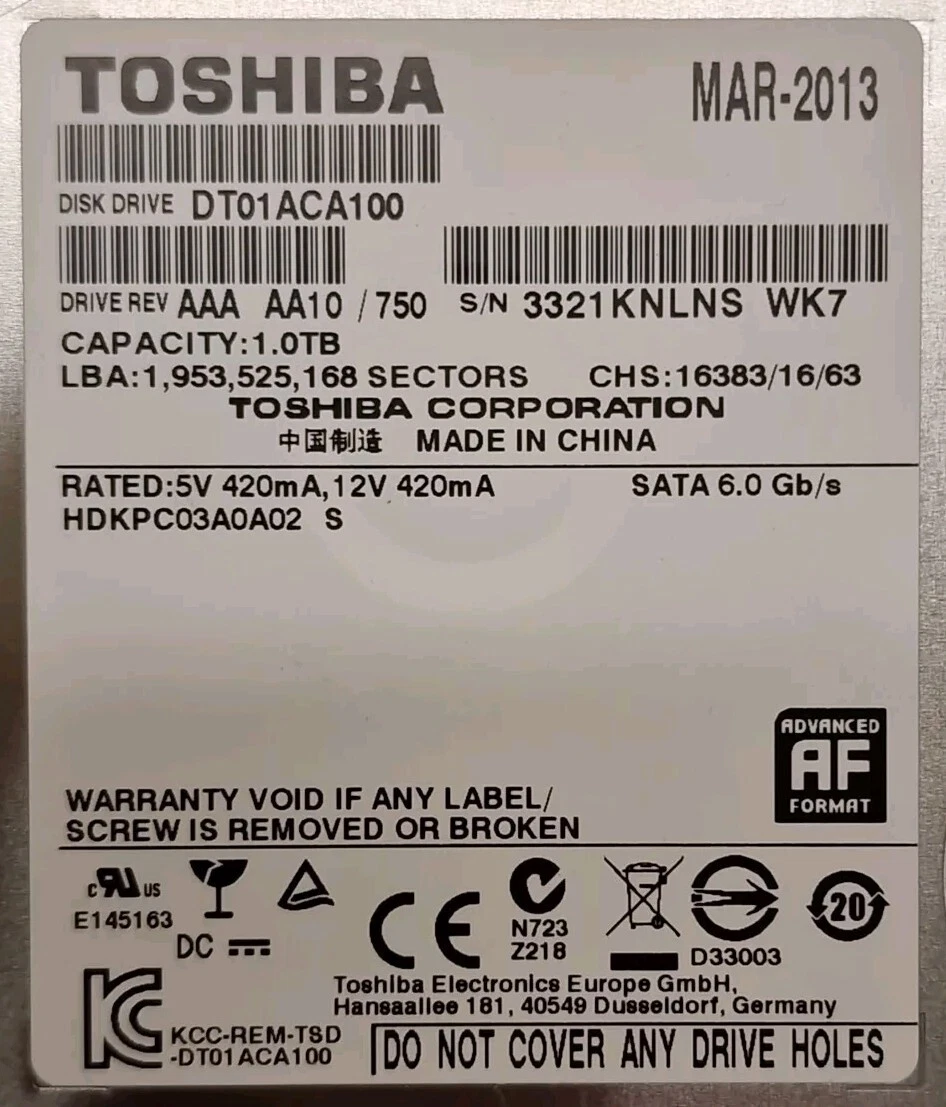 TOSHIBA
MAR-2013
DISK DRIVE DT01ACA100
DRIVE REV AAA AA10 / 750 S/N 3321KNLNS WK7
CAPACITY:1.0TB
LBA:1,953,525,168 SECTORS CHS:16383/16/63
TOSHIBA CORPORATION
中国制造 MADE IN CHINA
RATED:5V 420mA,12V 420mA SATA 6.0 Gb/s
HDKPC03A0A02 S
ADVANCED
AF
FORMAT
WARRANTY VOID IF ANY LABEL/
SCREW IS REMOVED OR BROKEN
c RU US
E145163
DC
CE
N723
Z218
D33003
20
Toshiba Electronics Europe GmbH,
Hansaallee 181, 40549 Dusseldorf, Germany
KC
KCC-REM-TSD
-DT01ACA100
DO NOT COVER ANY DRIVE HOLES